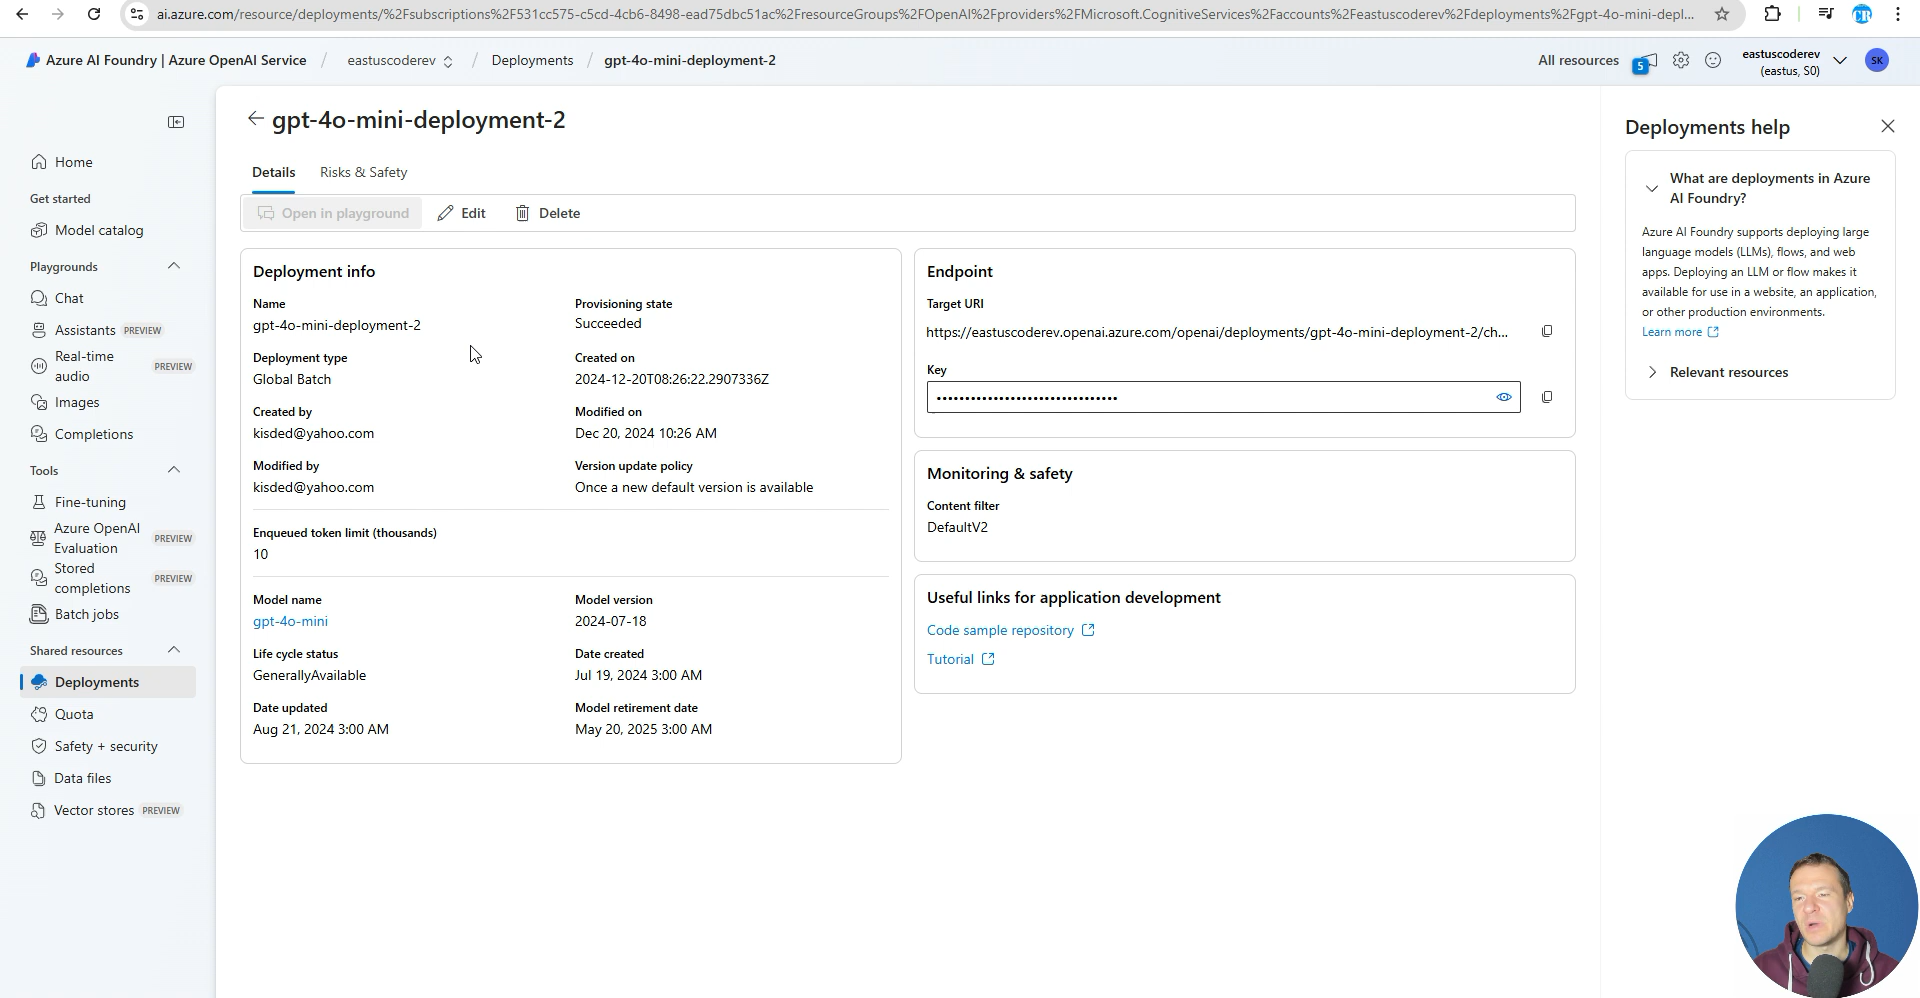 ai.azure.com/resource/deployments/%2Fsubscriptions%2F531cc575-c5cd-4cb6-8498-ead75dbc51ac%2FresourceGroups%2FOpenAI%2Fproviders%2FMicrosoft.CognitiveServices%2Faccounts%2Feastuscoderev%2Fdeployments%2Fgpt-4o-mini-depl...
CR
Azure AI Foundry | Azure OpenAI Service / eastuscoderev / Deployments / gpt-4o-mini-deployment-2
All resources
5
eastuscoderev
(eastus, S0)
SK
Home
Get started
Model catalog
Playgrounds
Chat
Assistants PREVIEW
Real-time
audio
PREVIEW
Images
Completions
Tools
Fine-tuning
Azure OpenAI
Evaluation
PREVIEW
Stored
completions
PREVIEW
Batch jobs
Shared resources
Deployments
Quota
Safety + security
Data files
Vector stores PREVIEW
gpt-4o-mini-deployment-2
Details Risks & Safety
Open in playground Edit Delete
Deployment info
Name
gpt-4o-mini-deployment-2
Provisioning state
Succeeded
Deployment type
Global Batch
Created on
2024-12-20T08:26:22.2907336Z
Created by
kisded@yahoo.com
Modified on
Dec 20, 2024 10:26 AM
Modified by
kisded@yahoo.com
Version update policy
Once a new default version is available
Enqueued token limit (thousands)
10
Model name
gpt-4o-mini
Model version
2024-07-18
Life cycle status
GenerallyAvailable
Date created
Jul 19, 2024 3:00 AM
Date updated
Aug 21, 2024 3:00 AM
Model retirement date
May 20, 2025 3:00 AM
Endpoint
Target URI
https://eastuscoderev.openai.azure.com/openai/deployments/gpt-4o-mini-deployment-2/ch...
Key
Monitoring & safety
Content filter
DefaultV2
Useful links for application development
Code sample repository
Tutorial
Deployments help
What are deployments in Azure
AI Foundry?
Azure AI Foundry supports deploying large
language models (LLMs), flows, and web
apps. Deploying an LLM or flow makes it
available for use in a website, an application,
or other production environments.
Learn more
Relevant resources